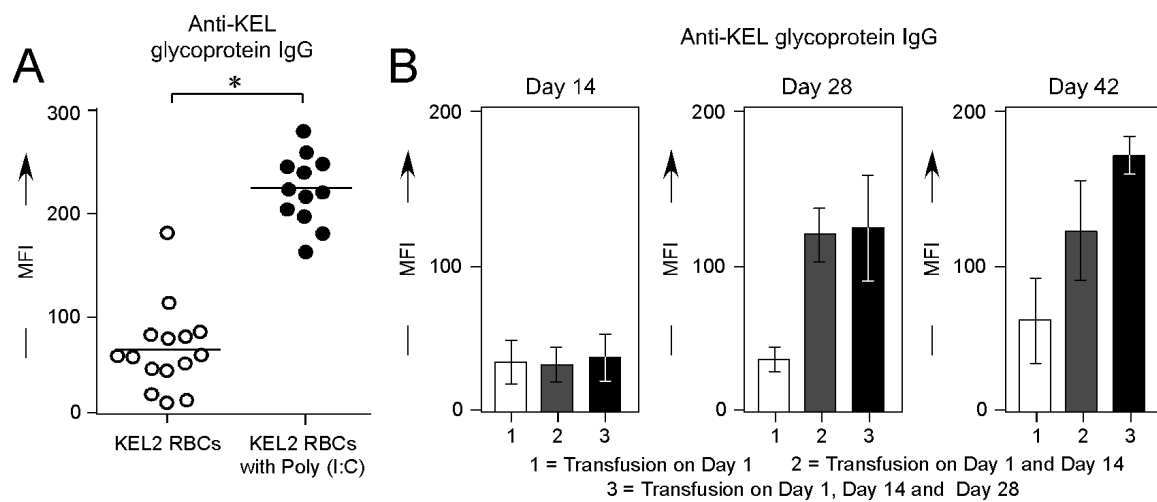 A
Anti-KEL
glycoprotein IgG
*
300
200
100
0
MFI
KEL2 RBCs
KEL2 RBCs
with Poly (I:C)
B
Anti-KEL glycoprotein IgG
Day 14
200
100
0
MFI
1 2 3
Day 28
200
100
0
MFI
1 2 3
Day 42
200
100
0
MFI
1 2 3
1 = Transfusion on Day 1 2 = Transfusion on Day 1 and Day 14
3 = Transfusion on Day 1, Day 14 and Day 28